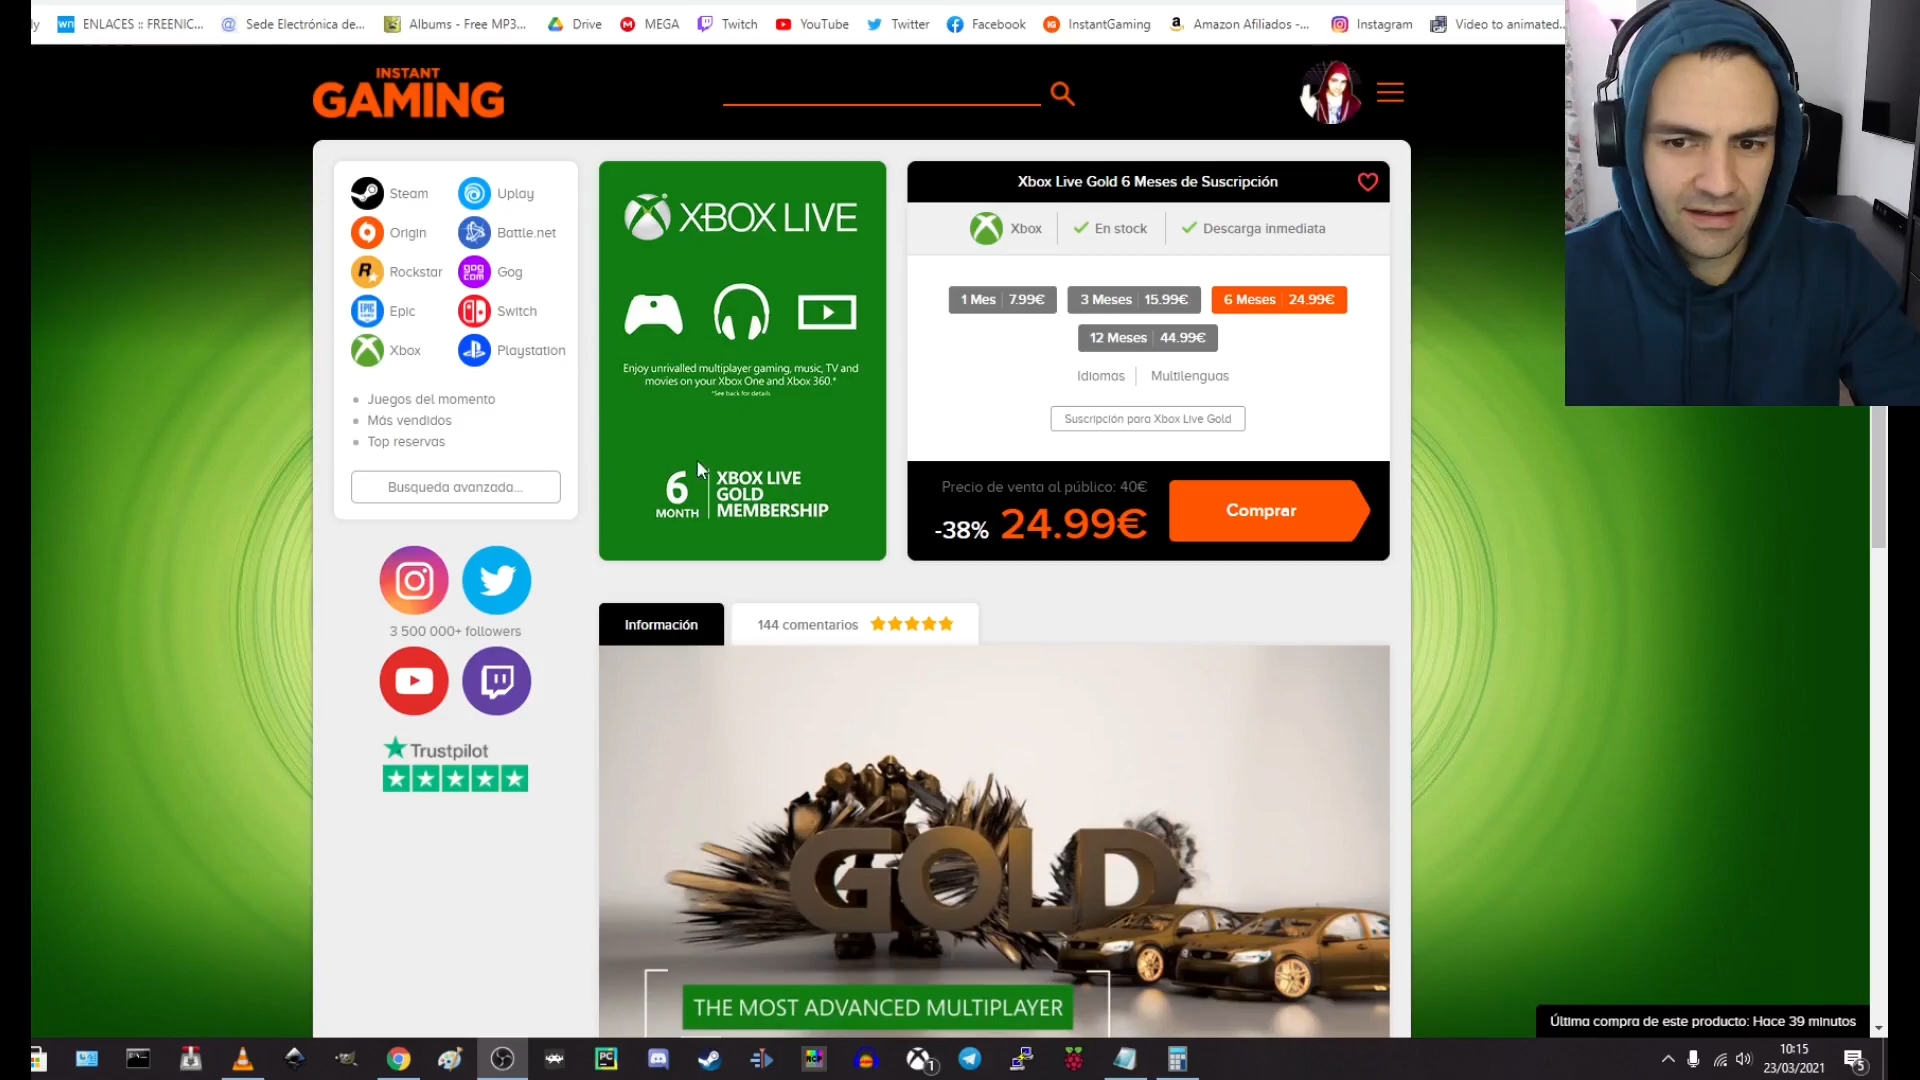 ly
ENLACES :: FREENIC...
Sede Electrónica de...
Albums - Free MP3...
Drive
MEGA
Twitch
YouTube
Twitter
Facebook
InstantGaming
Amazon Afiliados -...
Instagram
Video to animated...
INSTANT
GAMING
Steam
Uplay
Origin
Battle.net
Rockstar
Gog
Epic
Switch
Xbox
Playstation
Juegos del momento
Más vendidos
Top reservas
Busqueda avanzada...
3 500 000+ followers
Trustpilot
XBOX LIVE
Enjoy unrivalled multiplayer gaming, music, TV and
movies on your Xbox One and Xbox 360.*
*See back for details
6
MONTH
XBOX LIVE
GOLD
MEMBERSHIP
Xbox Live Gold 6 Meses de Suscripción
Xbox
En stock
Descarga inmediata
1 Mes 7.99€
3 Meses 15.99€
6 Meses 24.99€
12 Meses 44.99€
Idiomas
Multilenguas
Suscripción para Xbox Live Gold
Precio de venta al público: 40€
-38% 24.99€
Comprar
Información
144 comentarios
GOLD
THE MOST ADVANCED MULTIPLAYER
Última compra de este producto: Hace 39 minutos
10:15
23/03/2021